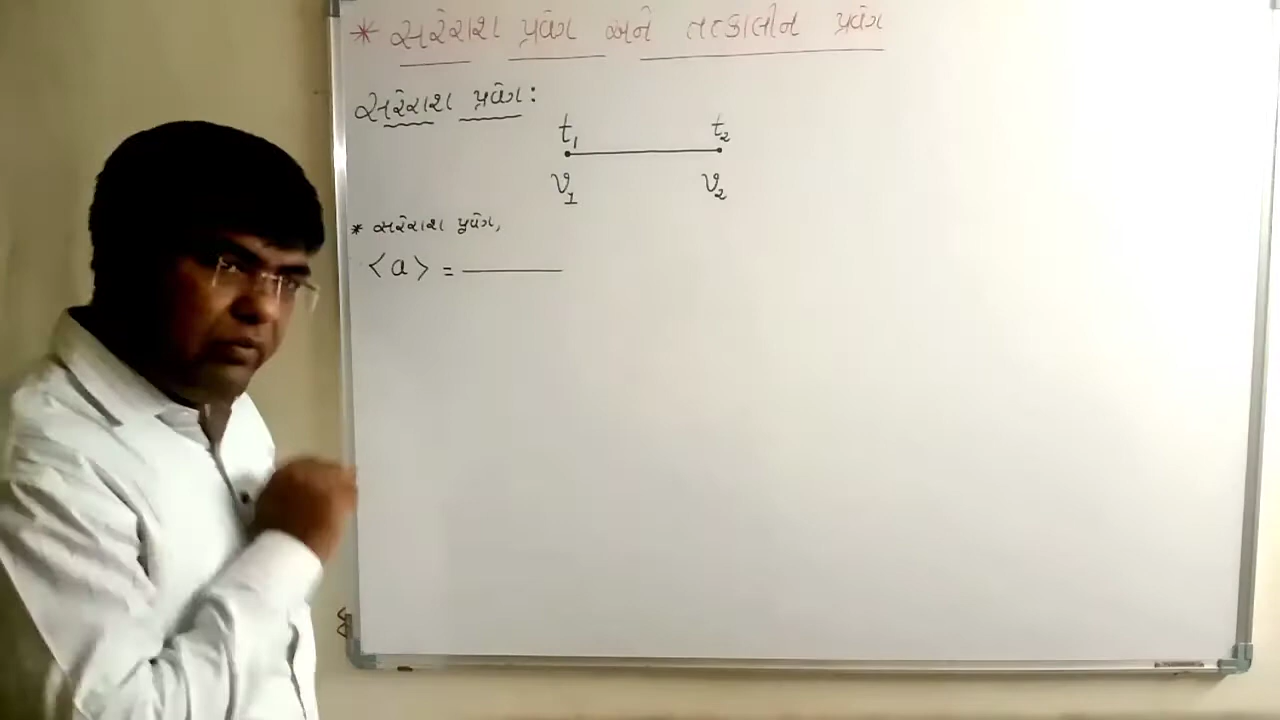 * સરેરાશ પ્રવેગ અને તત્કાલીન પ્રવેગ
સરેરાશ પ્રવેગ:
t₁ t₂
v₁ v₂
* સરેરાશ પ્રવેગ,
<a> =